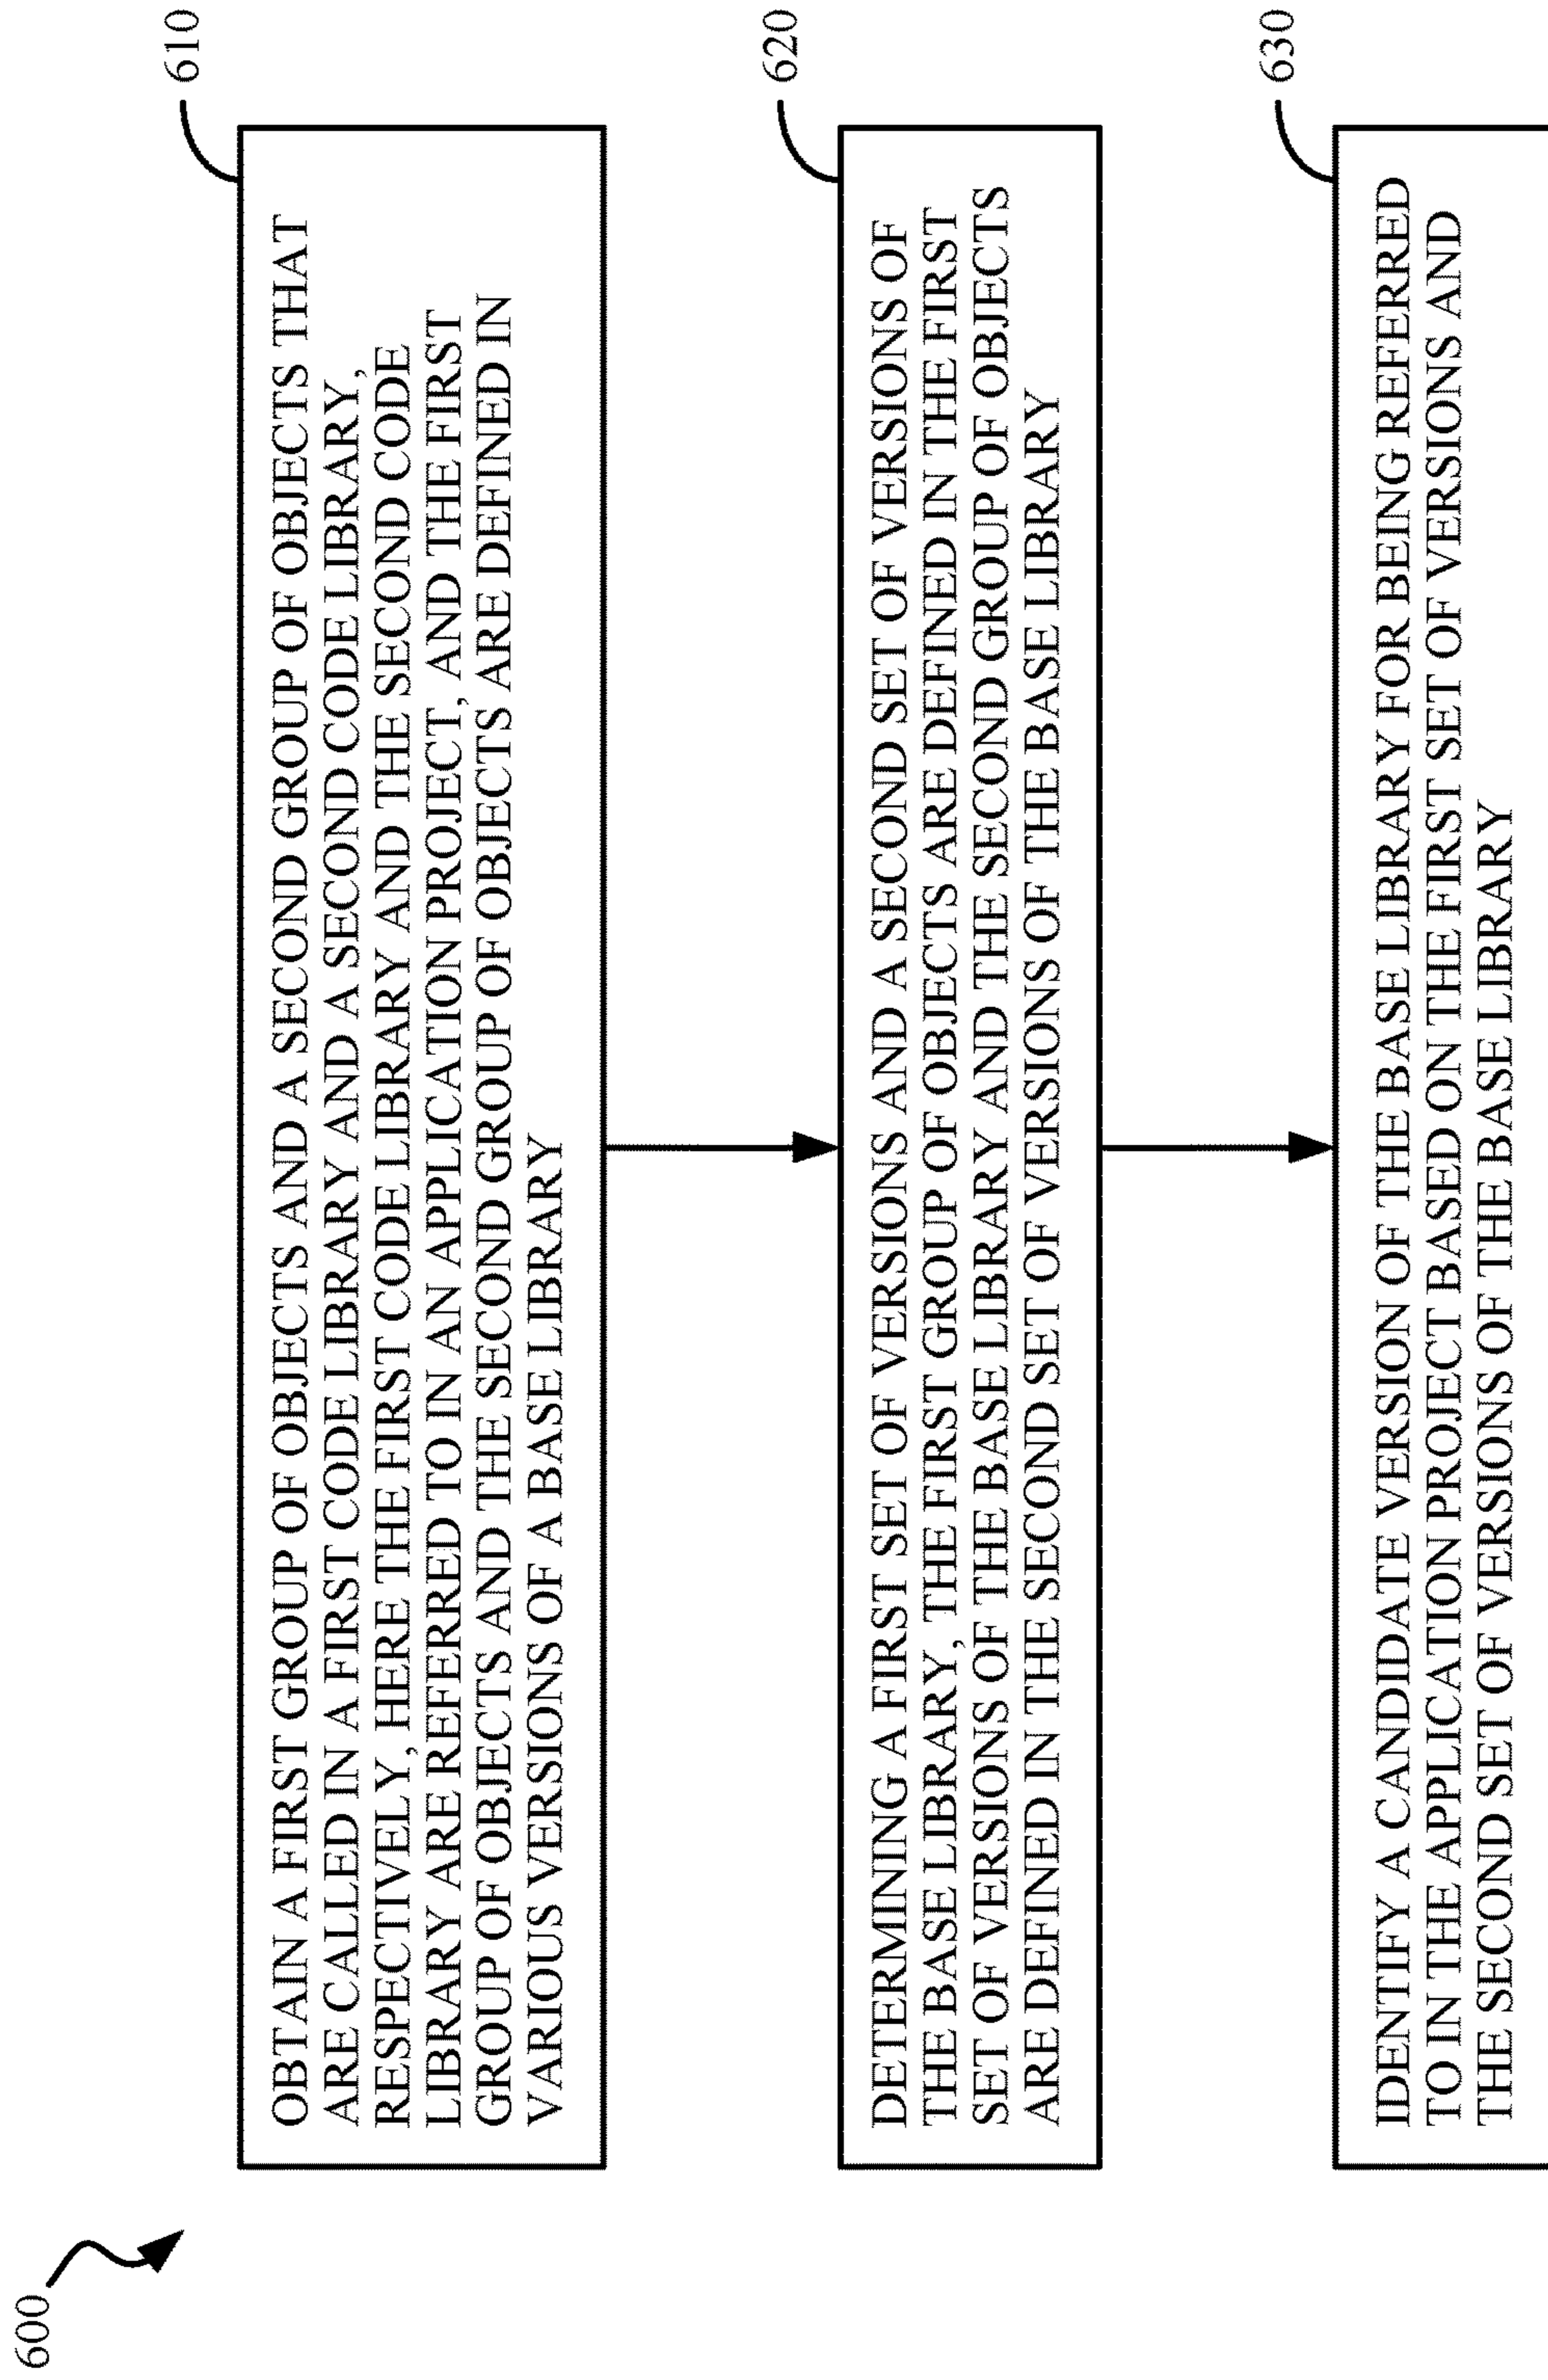 600
610
OBTAIN A FIRST GROUP OF OBJECTS AND A SECOND GROUP OF OBJECTS THAT
ARE CALLED IN A FIRST CODE LIBRARY AND A SECOND CODE LIBRARY,
RESPECTIVELY, HERE THE FIRST CODE LIBRARY AND THE SECOND CODE
LIBRARY ARE REFERRED TO IN AN APPLICATION PROJECT, AND THE FIRST
GROUP OF OBJECTS AND THE SECOND GROUP OF OBJECTS ARE DEFINED IN
VARIOUS VERSIONS OF A BASE LIBRARY
620
DETERMINING A FIRST SET OF VERSIONS AND A SECOND SET OF VERSIONS OF
THE BASE LIBRARY, THE FIRST GROUP OF OBJECTS ARE DEFINED IN THE FIRST
SET OF VERSIONS OF THE BASE LIBRARY AND THE SECOND GROUP OF OBJECTS
ARE DEFINED IN THE SECOND SET OF VERSIONS OF THE BASE LIBRARY
630
IDENTIFY A CANDIDATE VERSION OF THE BASE LIBRARY FOR BEING REFERRED
TO IN THE APPLICATION PROJECT BASED ON THE FIRST SET OF VERSIONS AND
THE SECOND SET OF VERSIONS OF THE BASE LIBRARY